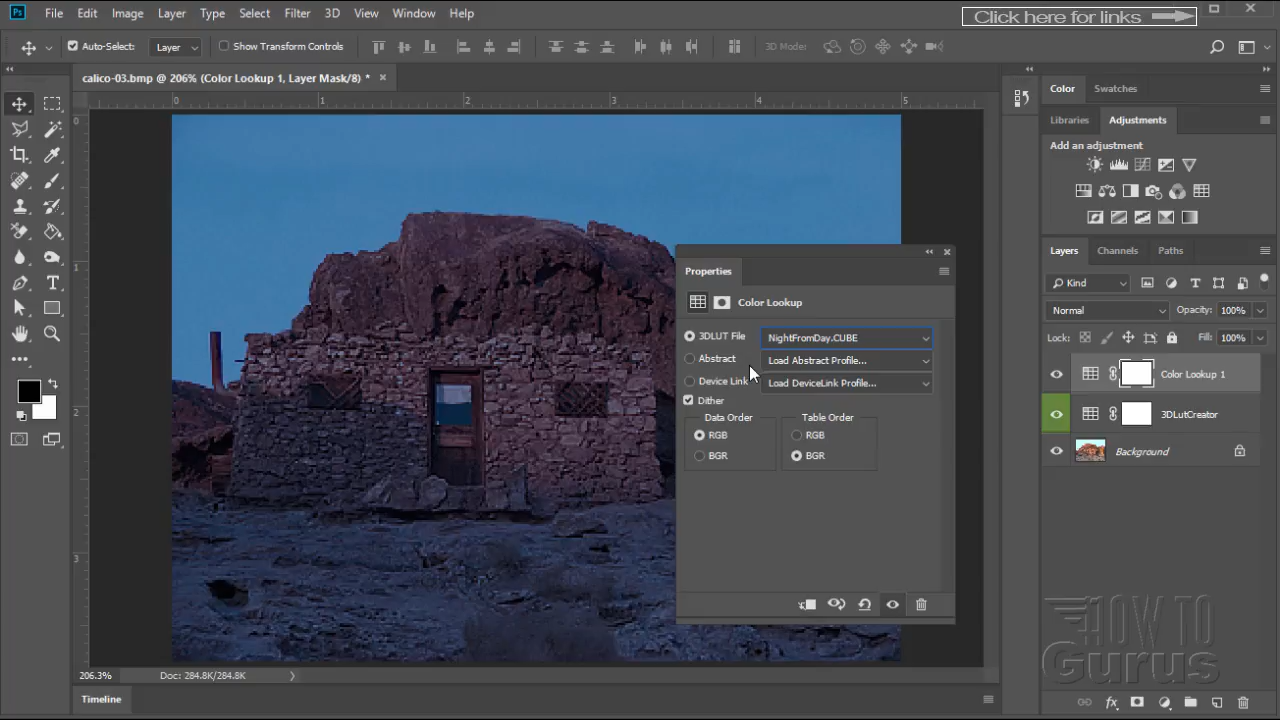 Ps File Edit Image Layer Type Select Filter 3D View Window Help
Click here for links
Auto-Select: Layer Show Transform Controls 3D Mode:
calico-03.bmp @ 206% (Color Lookup 1, Layer Mask/8) * ×
0 1 2 3 4 5
0
1
2
3
Properties
Color Lookup
3DLUT File NightFromDay.CUBE
Abstract Load Abstract Profile...
Device Link Load DeviceLink Profile...
Dither
Data Order Table Order
RGB RGB
BGR BGR
Color Swatches
Libraries Adjustments
Add an adjustment
Layers Channels Paths
Kind
Normal Opacity: 100%
Lock: Fill: 100%
Color Lookup 1
3DLutCreator
Background
fx
HOW TO
Gurus
206.3% Doc: 284.8K/284.8K
Timeline